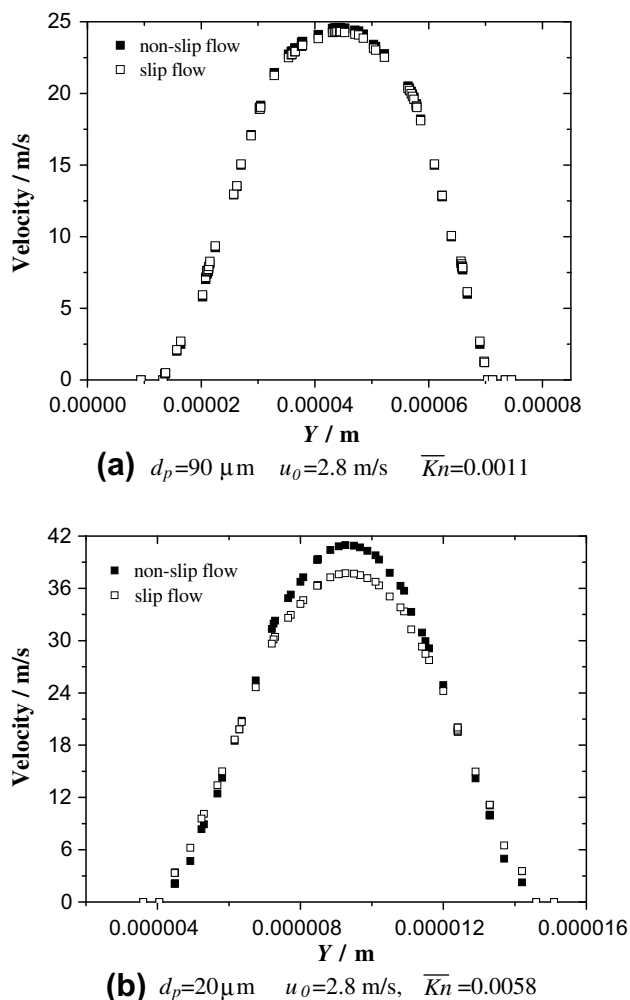 25
20
15
10
5
0
Velocity / m/s
non-slip flow
slip flow
0.00000 0.00002 0.00004 0.00006 0.00008
Y / m
(a) dp=90 μm u0=2.8 m/s Kn=0.0011
42
36
30
24
18
12
6
0
Velocity / m/s
non-slip flow
slip flow
0.000004 0.000008 0.000012 0.000016
Y / m
(b) dp=20μm u0=2.8 m/s, Kn=0.0058